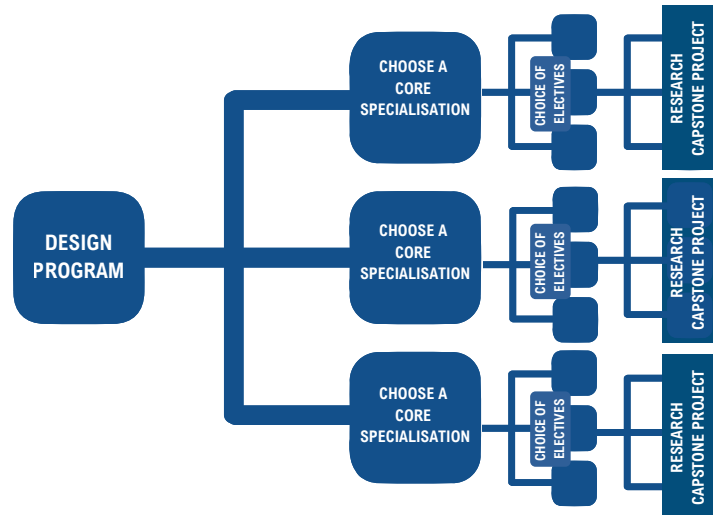 DESIGN
PROGRAM
CHOOSE A
CORE
SPECIALISATION
CHOICE OF
ELECTIVES
RESEARCH
CAPSTONE PROJECT
CHOOSE A
CORE
SPECIALISATION
CHOICE OF
ELECTIVES
RESEARCH
CAPSTONE PROJECT
CHOOSE A
CORE
SPECIALISATION
CHOICE OF
ELECTIVES
RESEARCH
CAPSTONE PROJECT